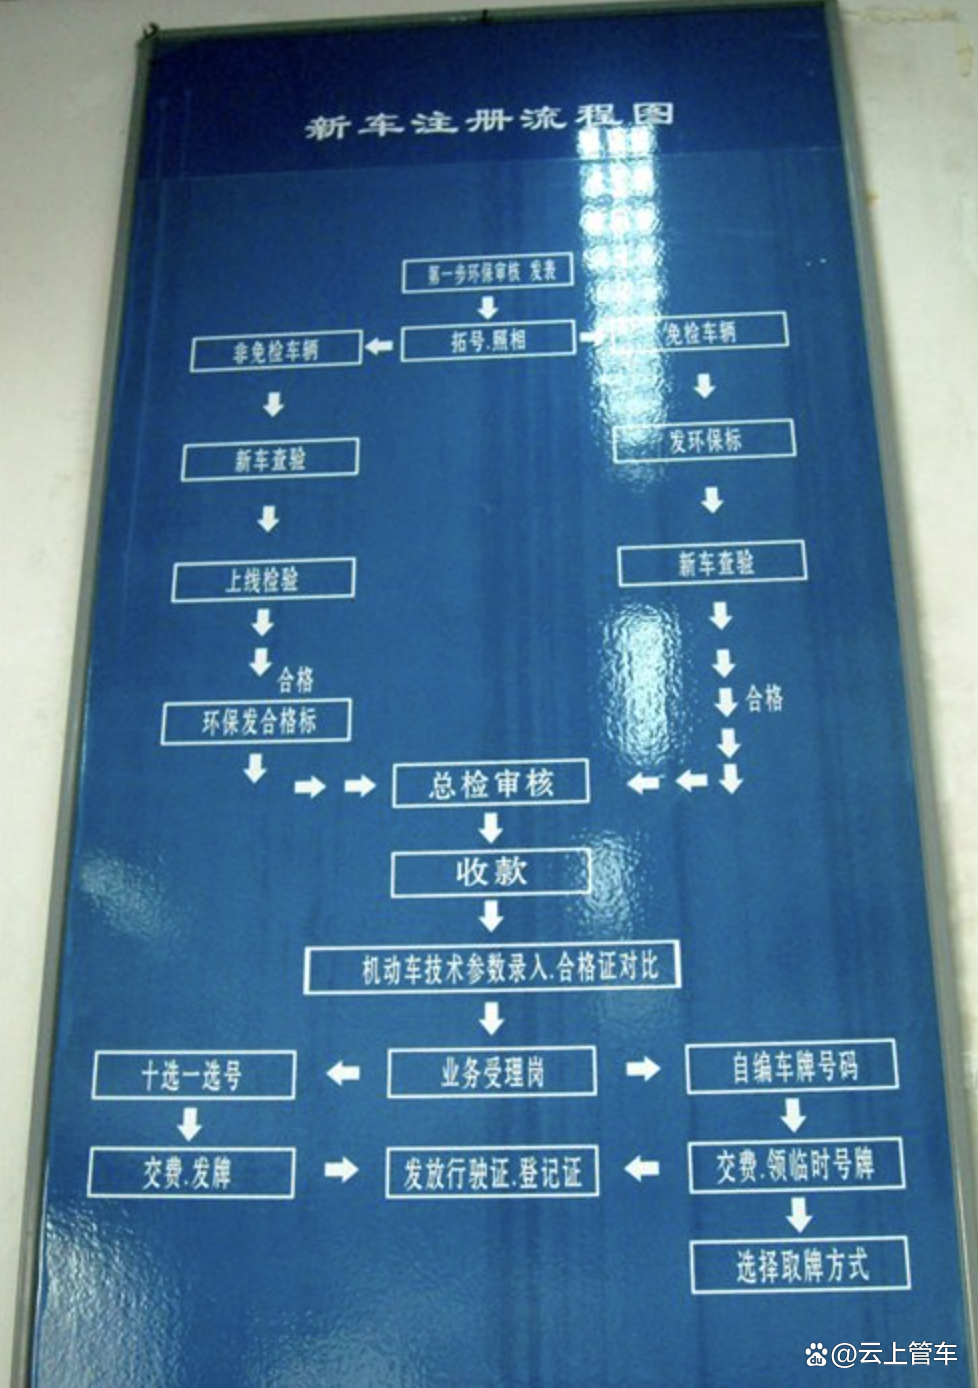 新车注册流程图
第一步环保审核 发表
非免检车辆
拓号.照相
免检车辆
新车查验
发环保标
上线检验
新车查验
合格
合格
环保发合格标
总检审核
收款
机动车技术参数录入.合格证对比
十选一选号
业务受理岗
自编车牌号码
交费.发牌
发放行驶证.登记证
交费.领临时号牌
选择取牌方式
@云上管车